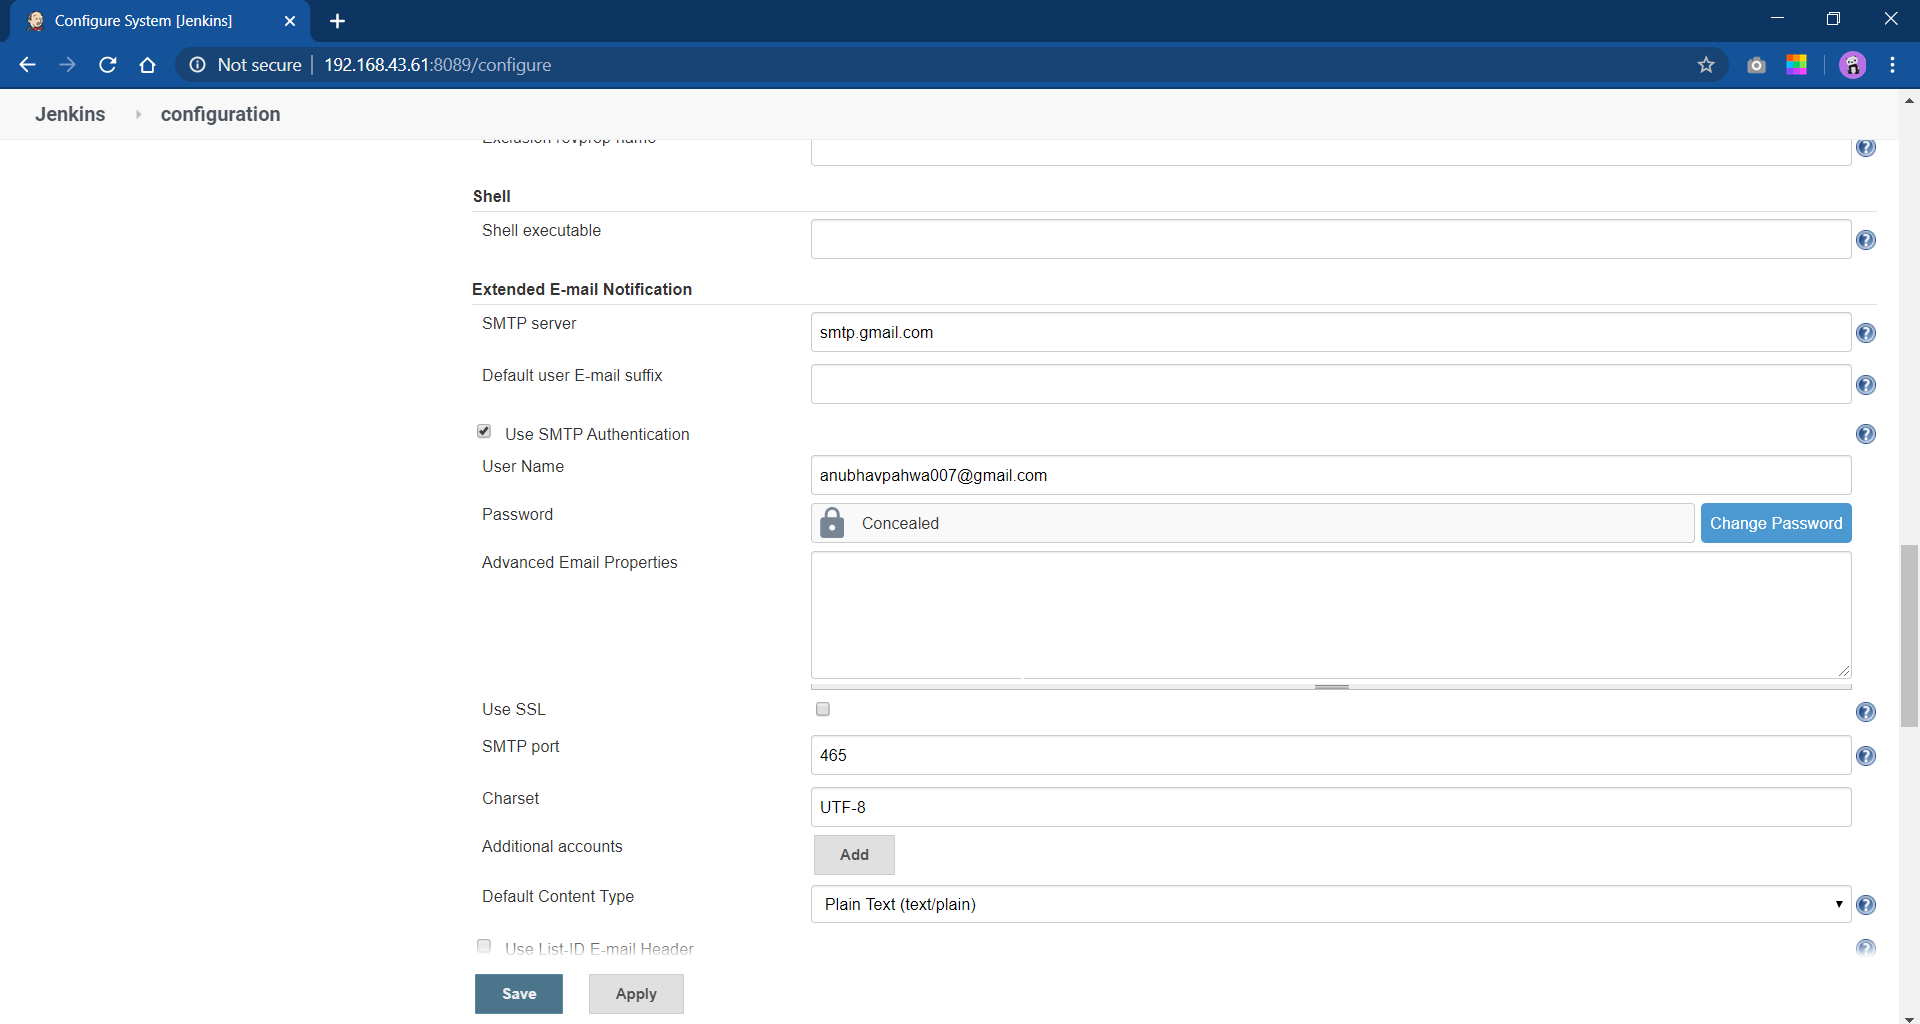 Configure System [Jenkins]
Not secure | 192.168.43.61:8089/configure
Jenkins configuration
Exclusion revprop name
Shell
Shell executable
Extended E-mail Notification
SMTP server smtp.gmail.com
Default user E-mail suffix
Use SMTP Authentication
User Name anubhavpahwa007@gmail.com
Password Concealed Change Password
Advanced Email Properties
Use SSL
SMTP port 465
Charset UTF-8
Additional accounts Add
Default Content Type Plain Text (text/plain)
Use List-ID E-mail Header
Save Apply